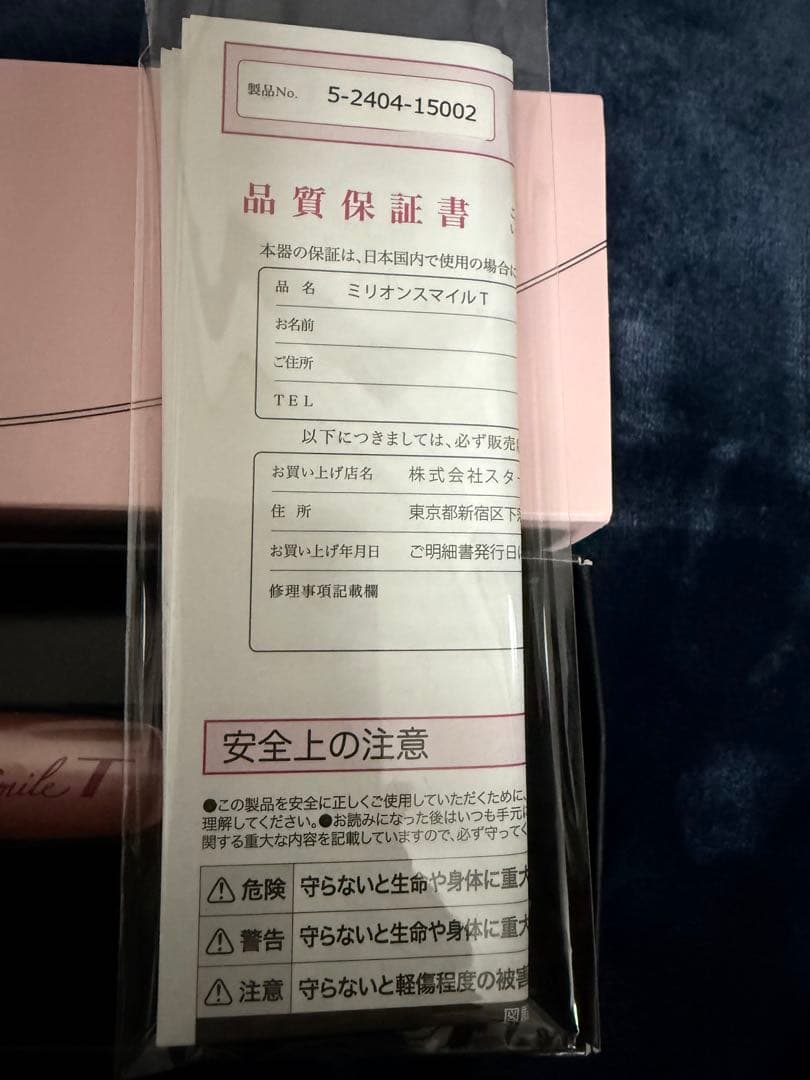 製品No. 5-2404-15002
品質保証書
本器の保証は、日本国内で使用の場合に
品 名 ミリオンスマイルT
お名前
ご住所
TEL
以下につきましては、必ず販売
お買い上げ店名 株式会社スター
住 所 東京都新宿区下
お買い上げ年月日 ご明細書発行日
修理事項記載欄
安全上の注意
●この製品を安全に正しくご使用していただくために、
理解してください。●お読みになった後はいつも手元に
関する重大な内容を記載していますので、必ず守ってく
危険 守らないと生命や身体に重大
警告 守らないと生命や身体に重大
注意 守らないと軽傷程度の被害
図
mile T